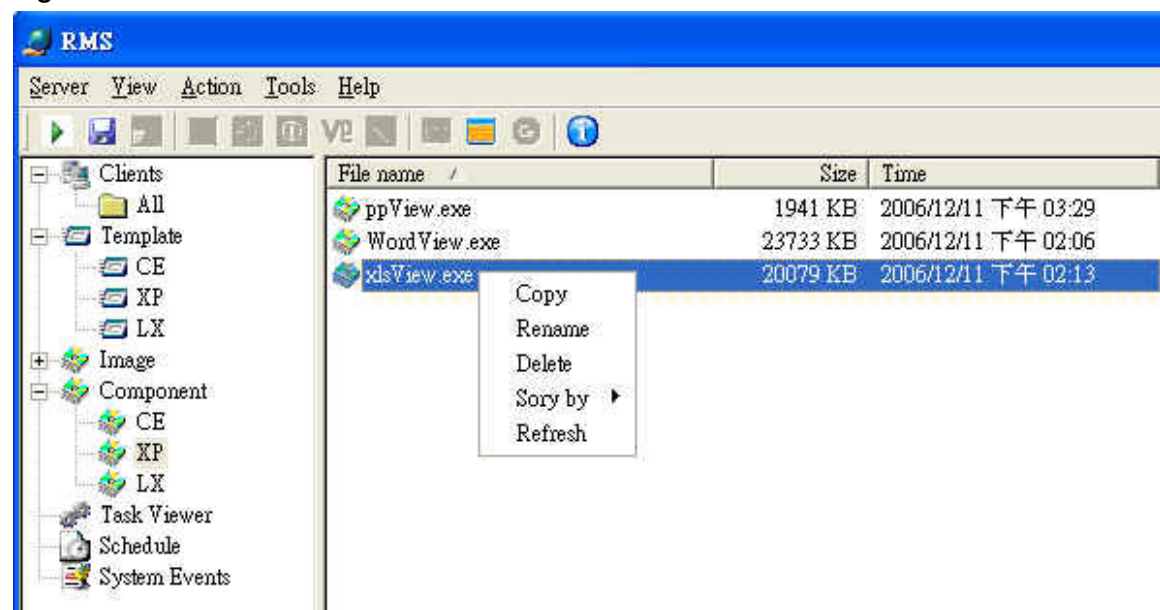 RMS
Server View Action Tools Help
VP
Clients
All
Template
CE
XP
LX
Image
Component
CE
XP
LX
Task Viewer
Schedule
System Events
File name Size Time
ppView.exe 1941 KB 2006/12/11 下午 03:29
WordView.exe 23733 KB 2006/12/11 下午 02:06
xlsView.exe 20079 KB 2006/12/11 下午 02:13
Copy
Rename
Delete
Sory by
Refresh